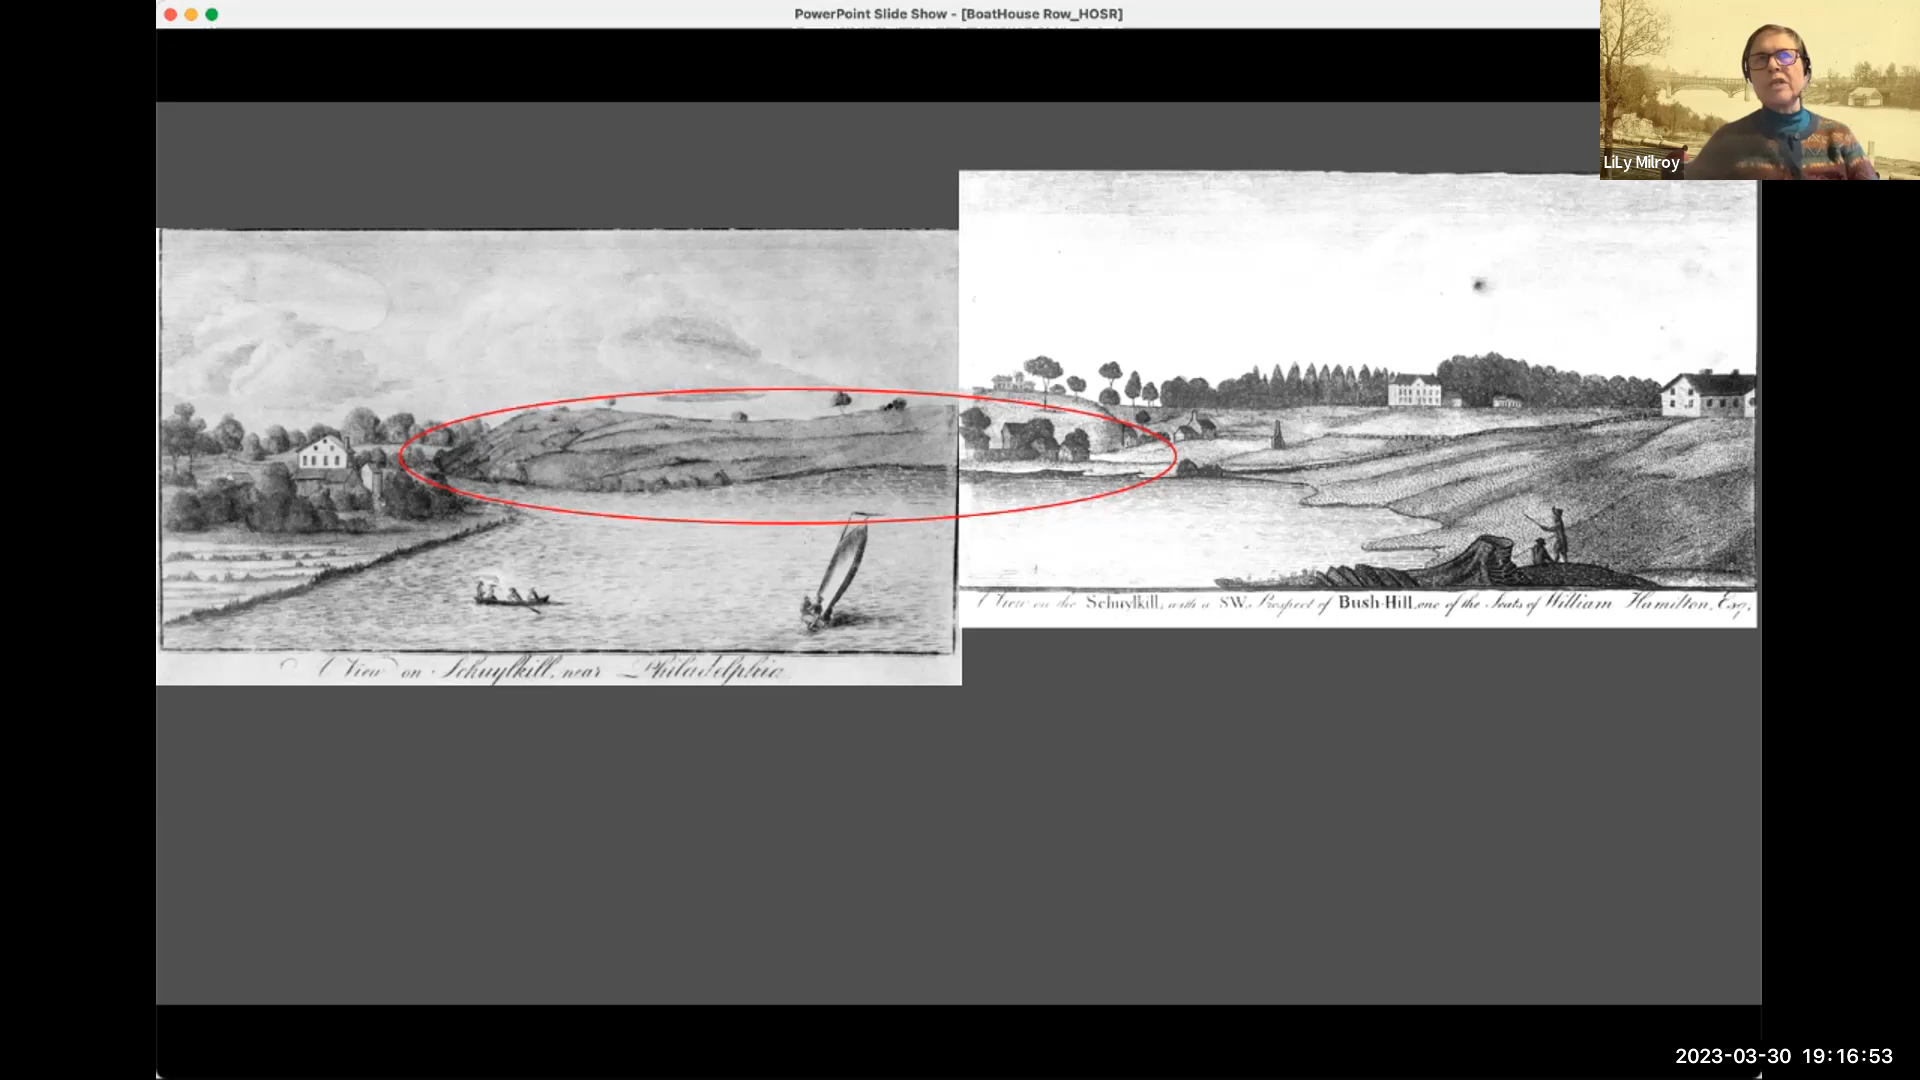 PowerPoint Slide Show - [BoatHouse Row_HOSR]
LiLy Milroy
A View on the Schuylkill, with a SW. Prospect of Bush-Hill, one of the Seats of William Hamilton, Esq;
A View on Schuylkill, near Philadelphia
2023-03-30 19:16:53